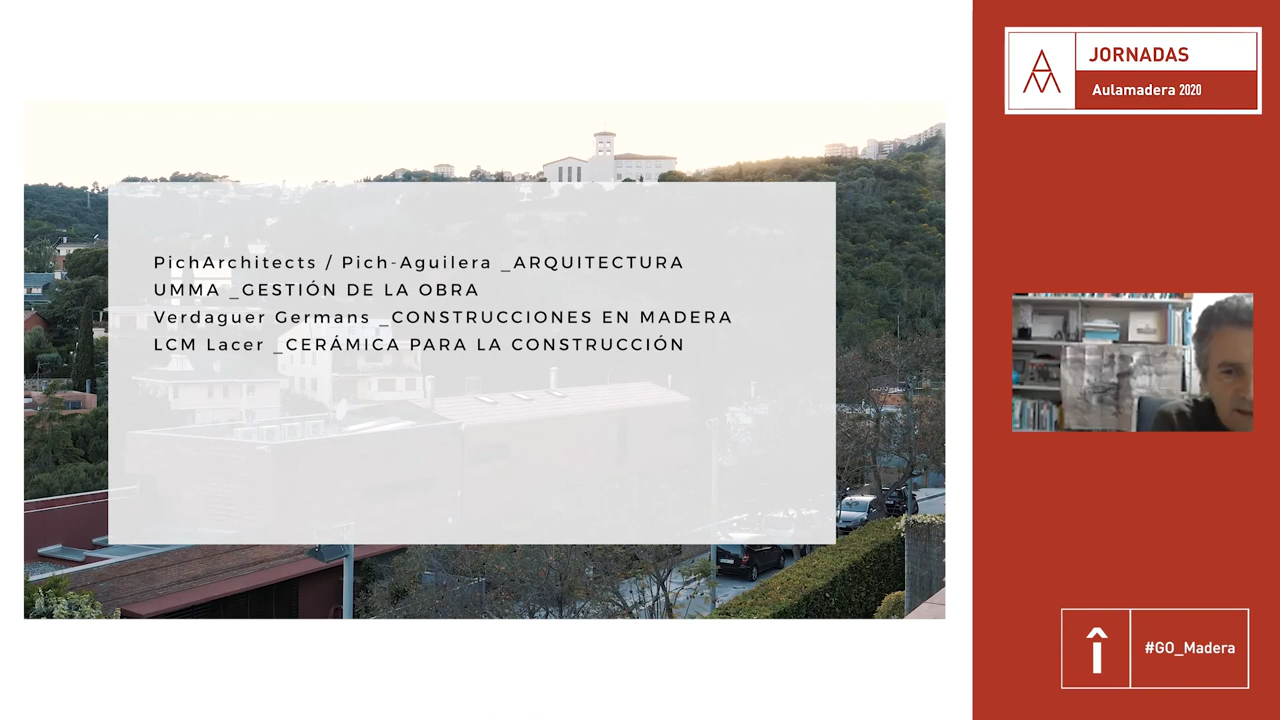 PichArchitects / Pich-Aguilera _ARQUITECTURA
UMMA _GESTIÓN DE LA OBRA
Verdaguer Germans _CONSTRUCCIONES EN MADERA
LCM Lacer _CERÁMICA PARA LA CONSTRUCCIÓN
JORNADAS
Aulamadera 2020
#GO_Madera